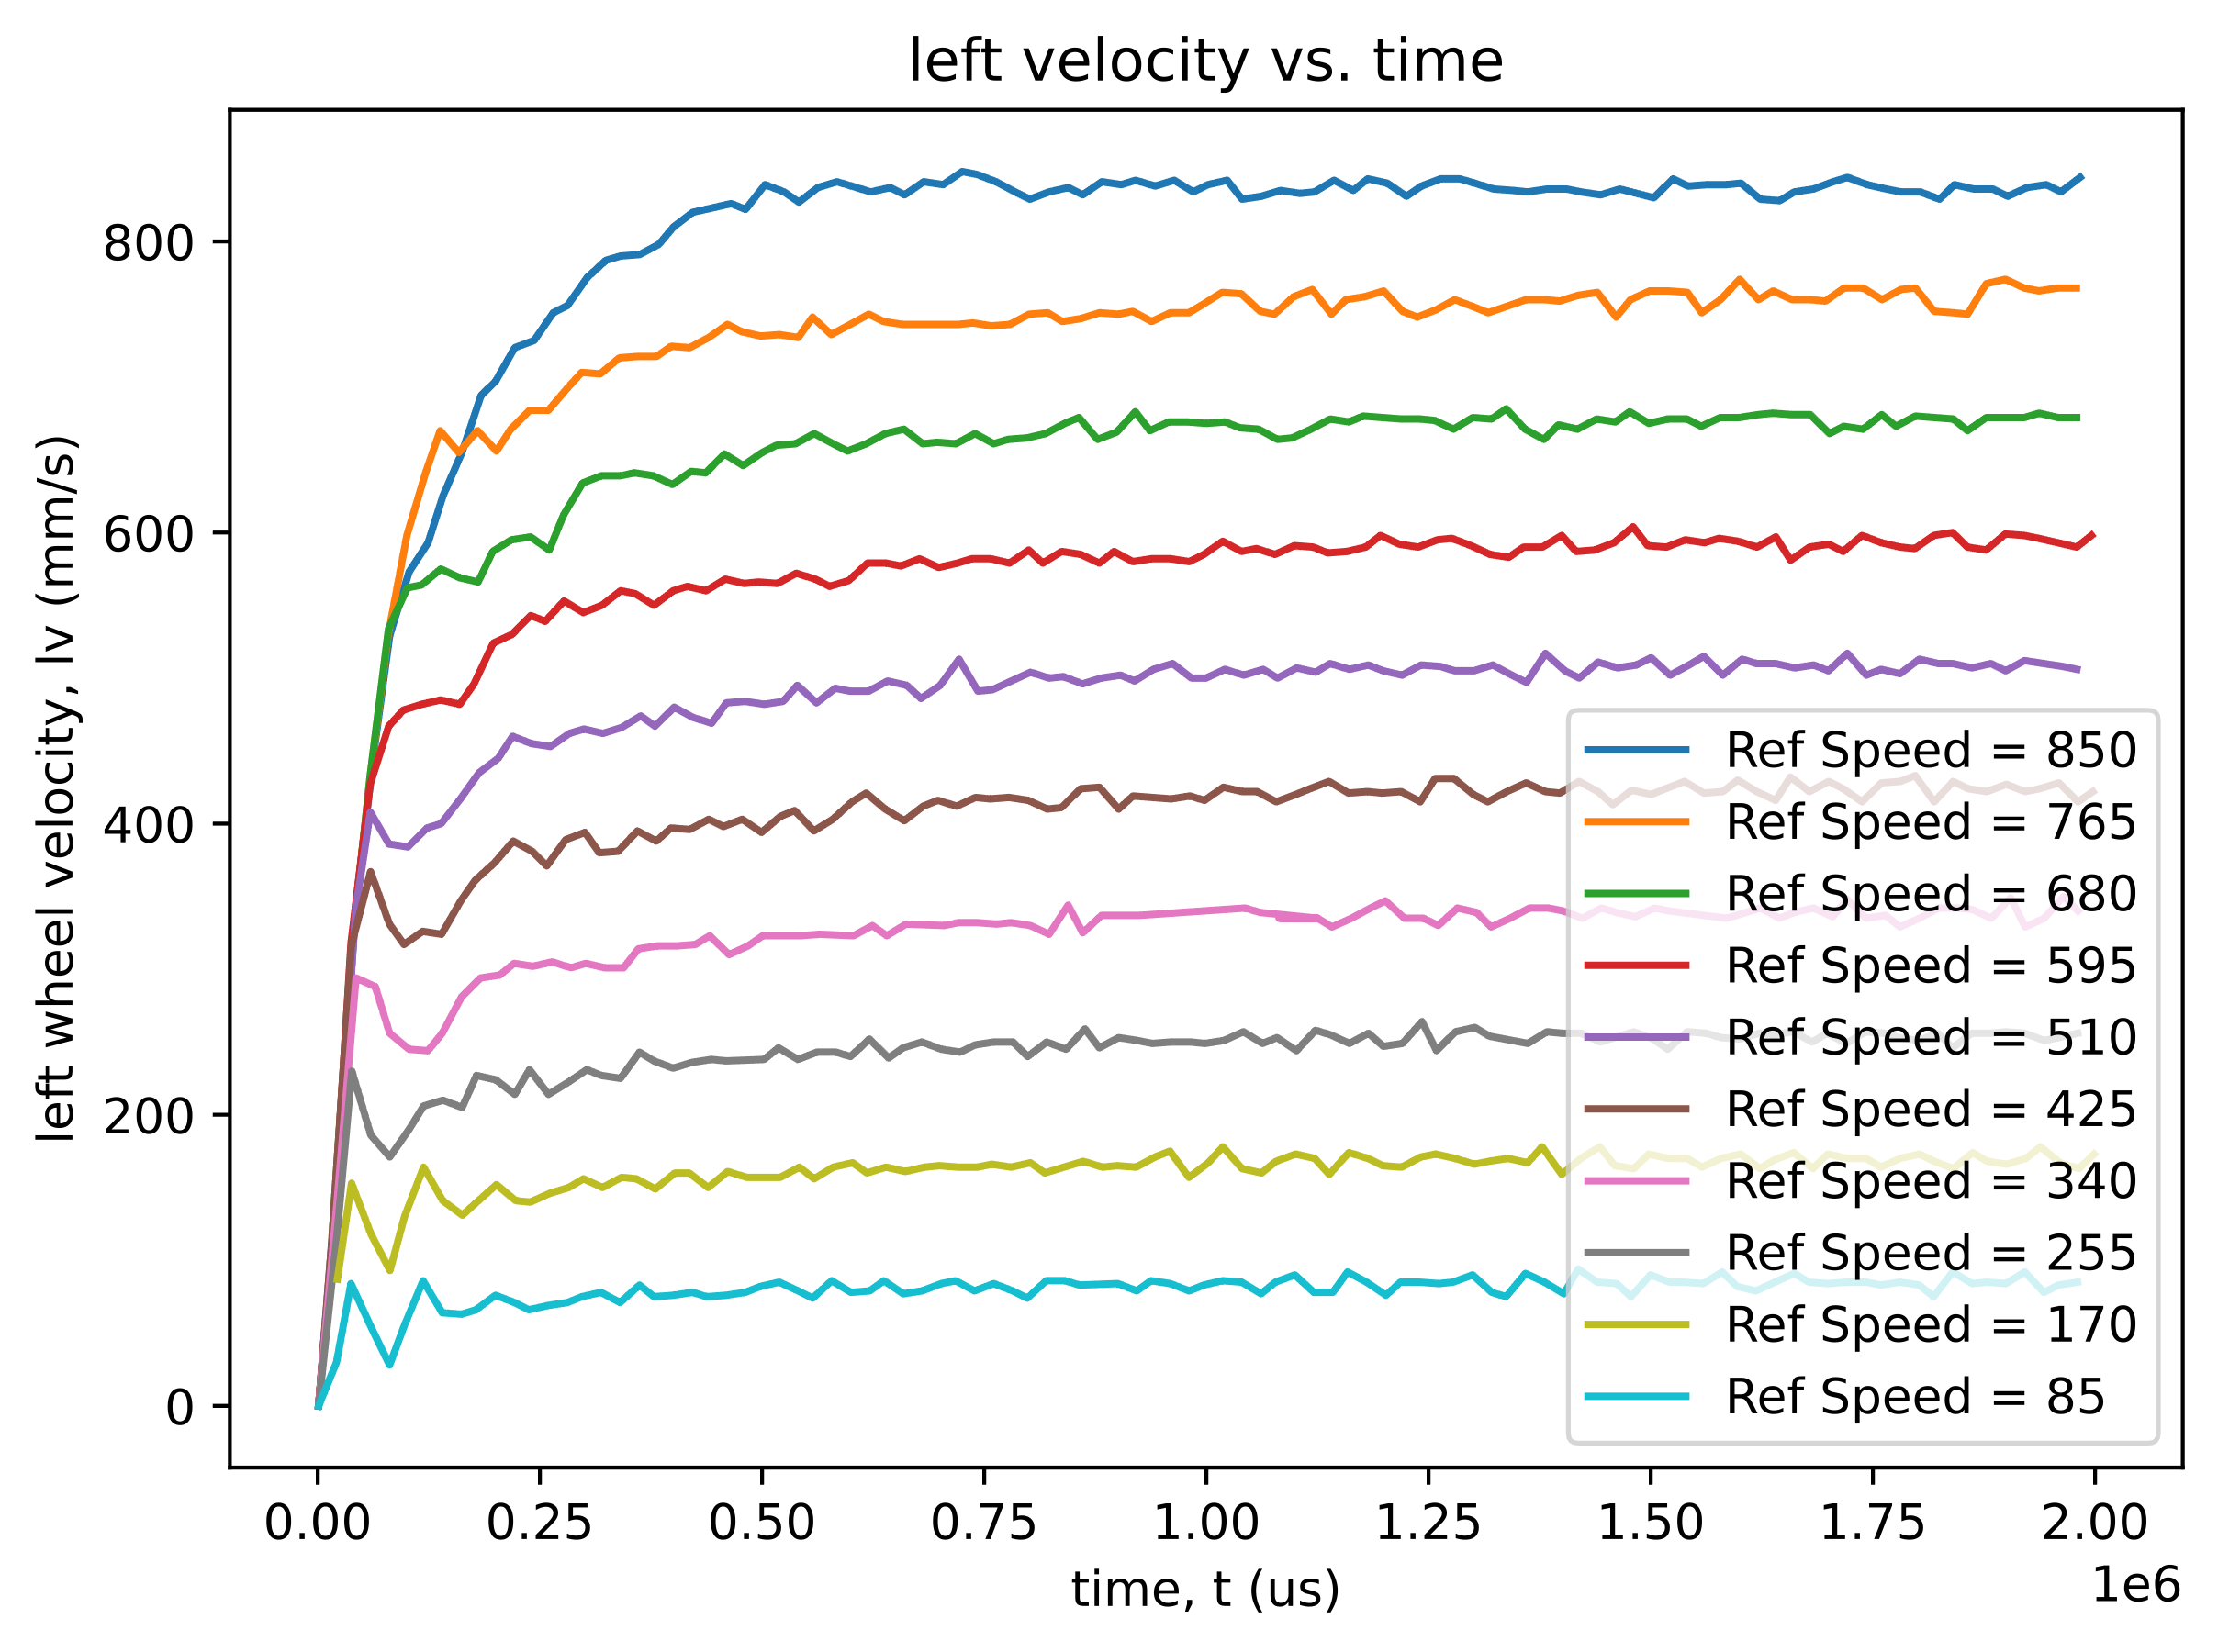 left velocity vs. time
left wheel velocity, lv (mm/s)
800
600
400
200
0
Ref Speed = 850
Ref Speed = 765
Ref Speed = 680
Ref Speed = 595
Ref Speed = 510
Ref Speed = 425
Ref Speed = 340
Ref Speed = 255
Ref Speed = 170
Ref Speed = 85
0.00 0.25 0.50 0.75 1.00 1.25 1.50 1.75 2.00
time, t (us)
1e6